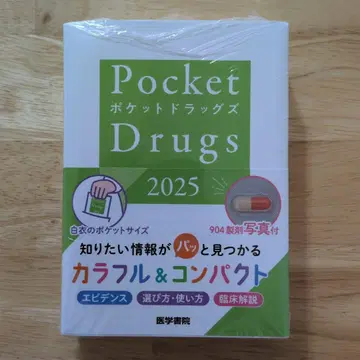 Pocket
ポケットドラッグズ
Drugs
2025
白衣のポケットサイズ
904製剤写真付
知りたい情報がパッと見つかる
カラフル&コンパクト
エビデンス 選び方・使い方 臨床解説
医学書院